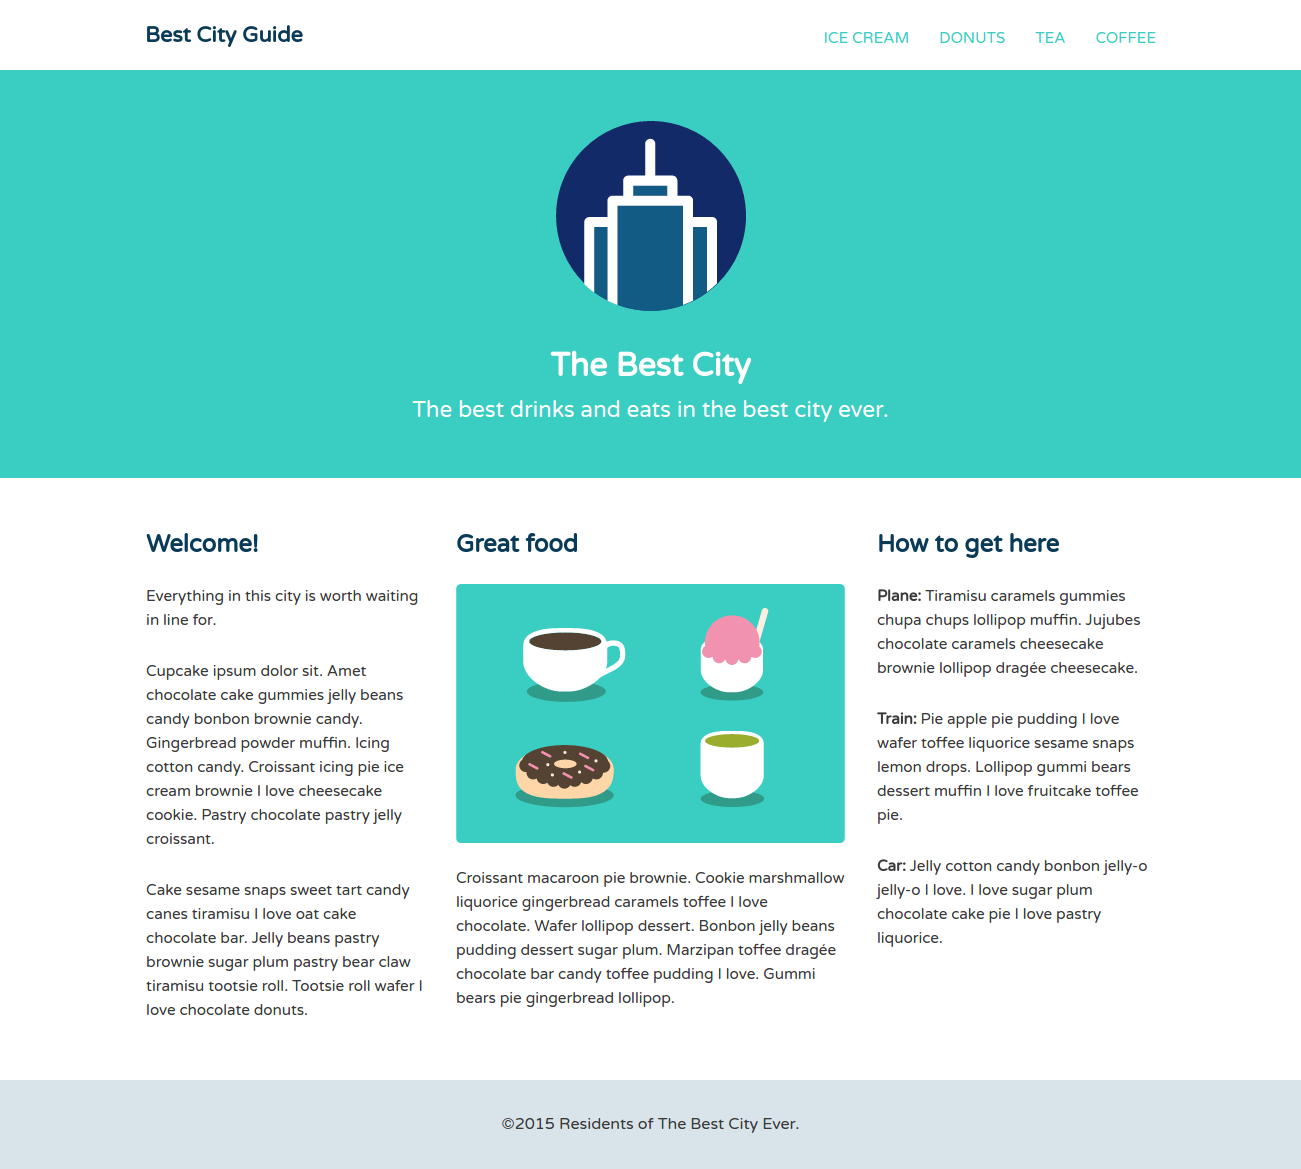 Best City Guide
ICE CREAM DONUTS TEA COFFEE
The Best City
The best drinks and eats in the best city ever.
Welcome!
Everything in this city is worth waiting
in line for.
Cupcake ipsum dolor sit. Amet
chocolate cake gummies jelly beans
candy bonbon brownie candy.
Gingerbread powder muffin. Icing
cotton candy. Croissant icing pie ice
cream brownie I love cheesecake
cookie. Pastry chocolate pastry jelly
croissant.
Cake sesame snaps sweet tart candy
canes tiramisu I love oat cake
chocolate bar. Jelly beans pastry
brownie sugar plum pastry bear claw
tiramisu tootsie roll. Tootsie roll wafer I
love chocolate donuts.
Great food
Croissant macaroon pie brownie. Cookie marshmallow
liquorice gingerbread caramels toffee I love
chocolate. Wafer lollipop dessert. Bonbon jelly beans
pudding dessert sugar plum. Marzipan toffee dragée
chocolate bar candy toffee pudding I love. Gummi
bears pie gingerbread lollipop.
How to get here
Plane: Tiramisu caramels gummies
chupa chups lollipop muffin. Jujubes
chocolate caramels cheesecake
brownie lollipop dragée cheesecake.
Train: Pie apple pie pudding I love
wafer toffee liquorice sesame snaps
lemon drops. Lollipop gummi bears
dessert muffin I love fruitcake toffee
pie.
Car: Jelly cotton candy bonbon jelly-o
jelly-o I love. I love sugar plum
chocolate cake pie I love pastry
liquorice.
©2015 Residents of The Best City Ever.